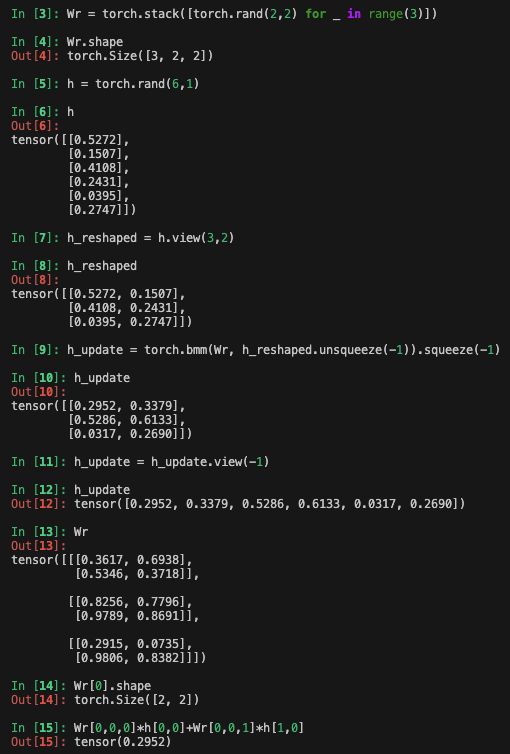 In [3]: Wr = torch.stack([torch.rand(2,2) for _ in range(3)])
In [4]: Wr.shape
Out[4]: torch.Size([3, 2, 2])
In [5]: h = torch.rand(6,1)
In [6]: h
Out[6]:
tensor([[0.5272],
        [0.1507],
        [0.4108],
        [0.2431],
        [0.0395],
        [0.2747]])
In [7]: h_reshaped = h.view(3,2)
In [8]: h_reshaped
Out[8]:
tensor([[0.5272, 0.1507],
        [0.4108, 0.2431],
        [0.0395, 0.2747]])
In [9]: h_update = torch.bmm(Wr, h_reshaped.unsqueeze(-1)).squeeze(-1)
In [10]: h_update
Out[10]:
tensor([[0.2952, 0.3379],
        [0.5286, 0.6133],
        [0.0317, 0.2690]])
In [11]: h_update = h_update.view(-1)
In [12]: h_update
Out[12]: tensor([0.2952, 0.3379, 0.5286, 0.6133, 0.0317, 0.2690])
In [13]: Wr
Out[13]:
tensor([[[0.3617, 0.6938],
         [0.5346, 0.3718]],
        [[0.8256, 0.7796],
         [0.9789, 0.8691]],
        [[0.2915, 0.0735],
         [0.9806, 0.8382]]])
In [14]: Wr[0].shape
Out[14]: torch.Size([2, 2])
In [15]: Wr[0,0,0]*h[0,0]+Wr[0,0,1]*h[1,0]
Out[15]: tensor(0.2952)